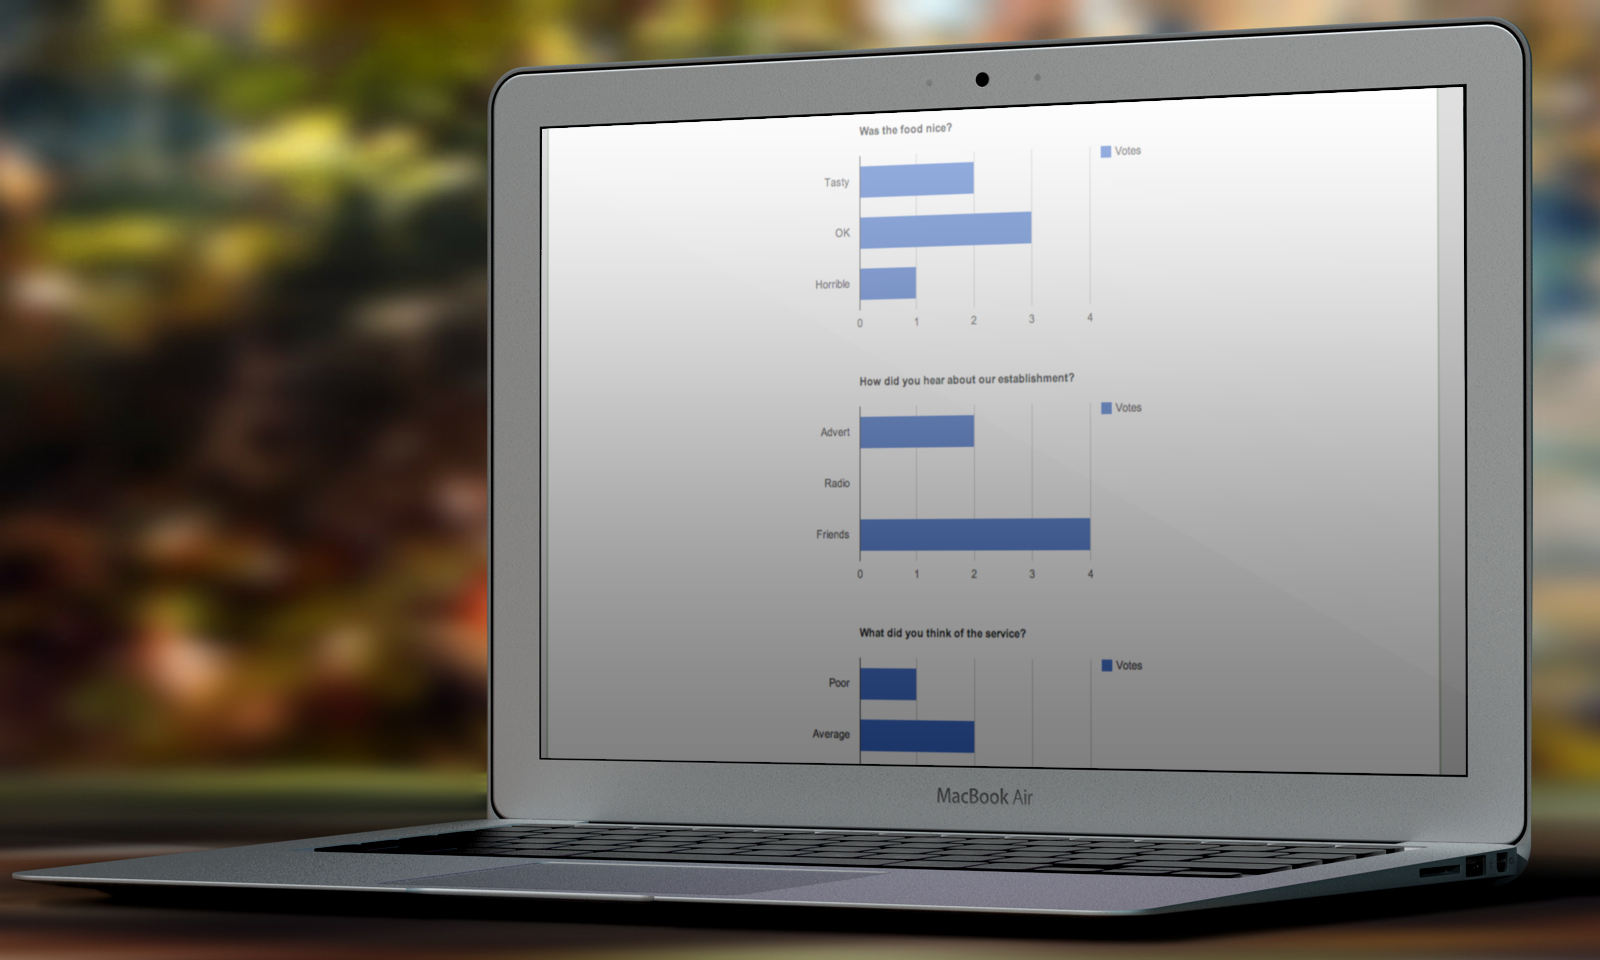 Was the food nice?
Votes
Tasty
OK
Horrible
0 1 2 3 4
How did you hear about our establishment?
Votes
Advert
Radio
Friends
0 1 2 3 4
What did you think of the service?
Votes
Poor
Average
MacBook Air